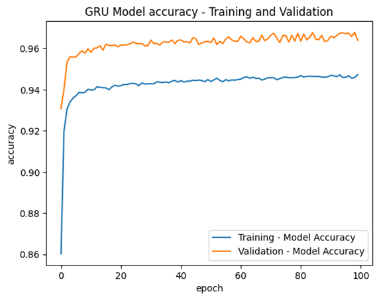 GRU Model accuracy - Training and Validation
accuracy
0.96
0.94
0.92
0.90
0.88
0.86
0
20
40
60
80
100
epoch
Training - Model Accuracy
Validation - Model Accuracy